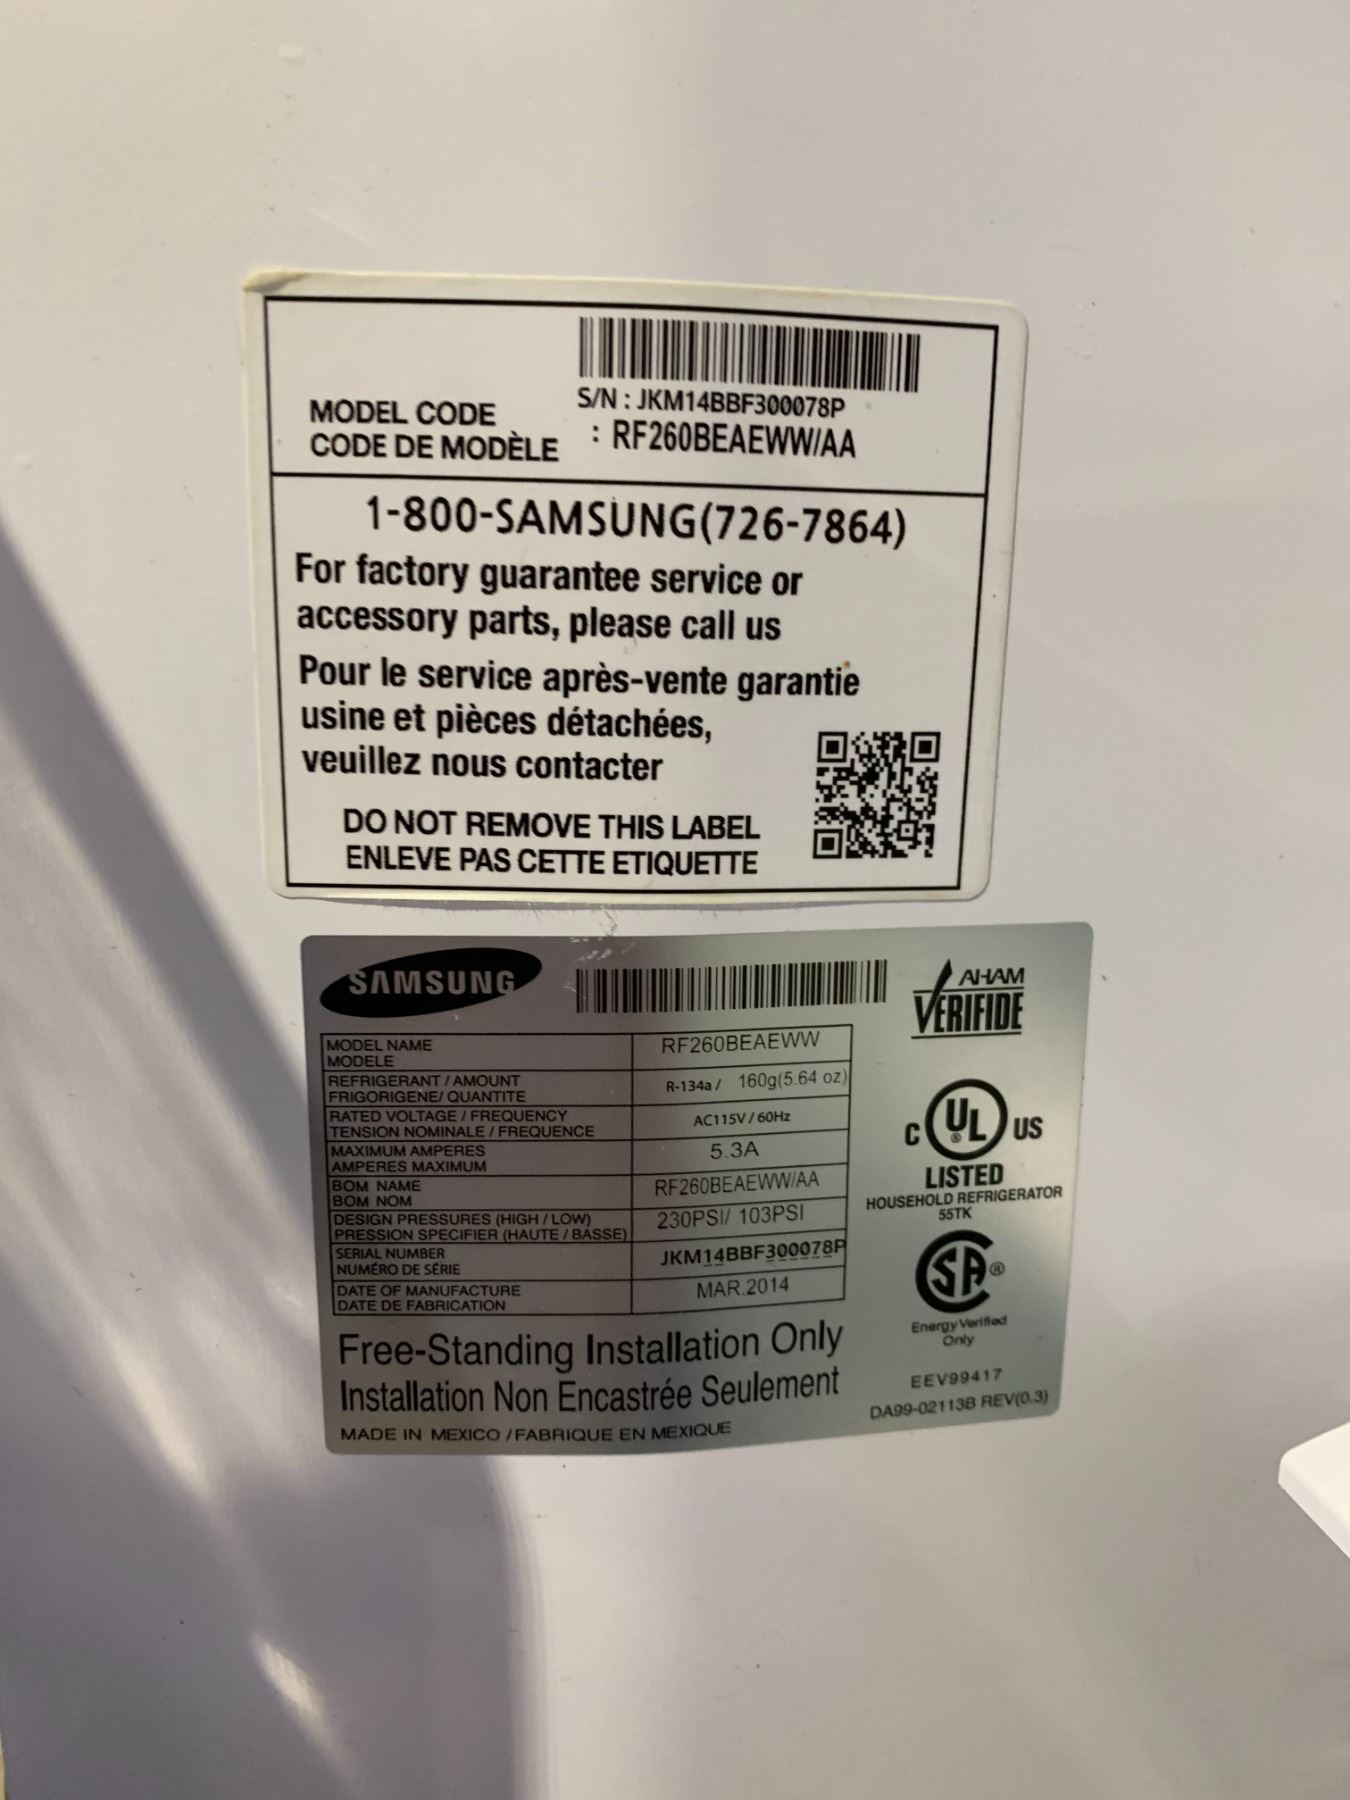 S/N : JKM14BBF300078P
MODEL CODE
CODE DE MODÈLE : RF260BEAEWW/AA
1-800-SAMSUNG(726-7864)
For factory guarantee service or
accessory parts, please call us
Pour le service après-vente garantie
usine et pièces détachées,
veuillez nous contacter
DO NOT REMOVE THIS LABEL
ENLEVE PAS CETTE ETIQUETTE
SAMSUNG
AHAM
VERIFIDE
MODEL NAME RF260BEAEWW
MODELE
REFRIGERANT / AMOUNT R-134a / 160g(5.64 oz)
FRIGORIGENE/ QUANTITE
RATED VOLTAGE / FREQUENCY AC115V / 60Hz
TENSION NOMINALE / FREQUENCE
MAXIMUM AMPERES 5.3A
AMPERES MAXIMUM
BOM NAME RF260BEAEWW/AA
BOM NOM
DESIGN PRESSURES (HIGH / LOW) 230PSI/ 103PSI
PRESSION SPECIFIER (HAUTE / BASSE)
SERIAL NUMBER JKM14BBF300078P
NUMÉRO DE SÉRIE
DATE OF MANUFACTURE MAR.2014
DATE DE FABRICATION
C UL ® US
LISTED
HOUSEHOLD REFRIGERATOR
55TK
SA ®
Energy Verified
Only
EEV99417
DA99-02113B REV(0.3)
Free-Standing Installation Only
Installation Non Encastrée Seulement
MADE IN MEXICO / FABRIQUE EN MEXIQUE